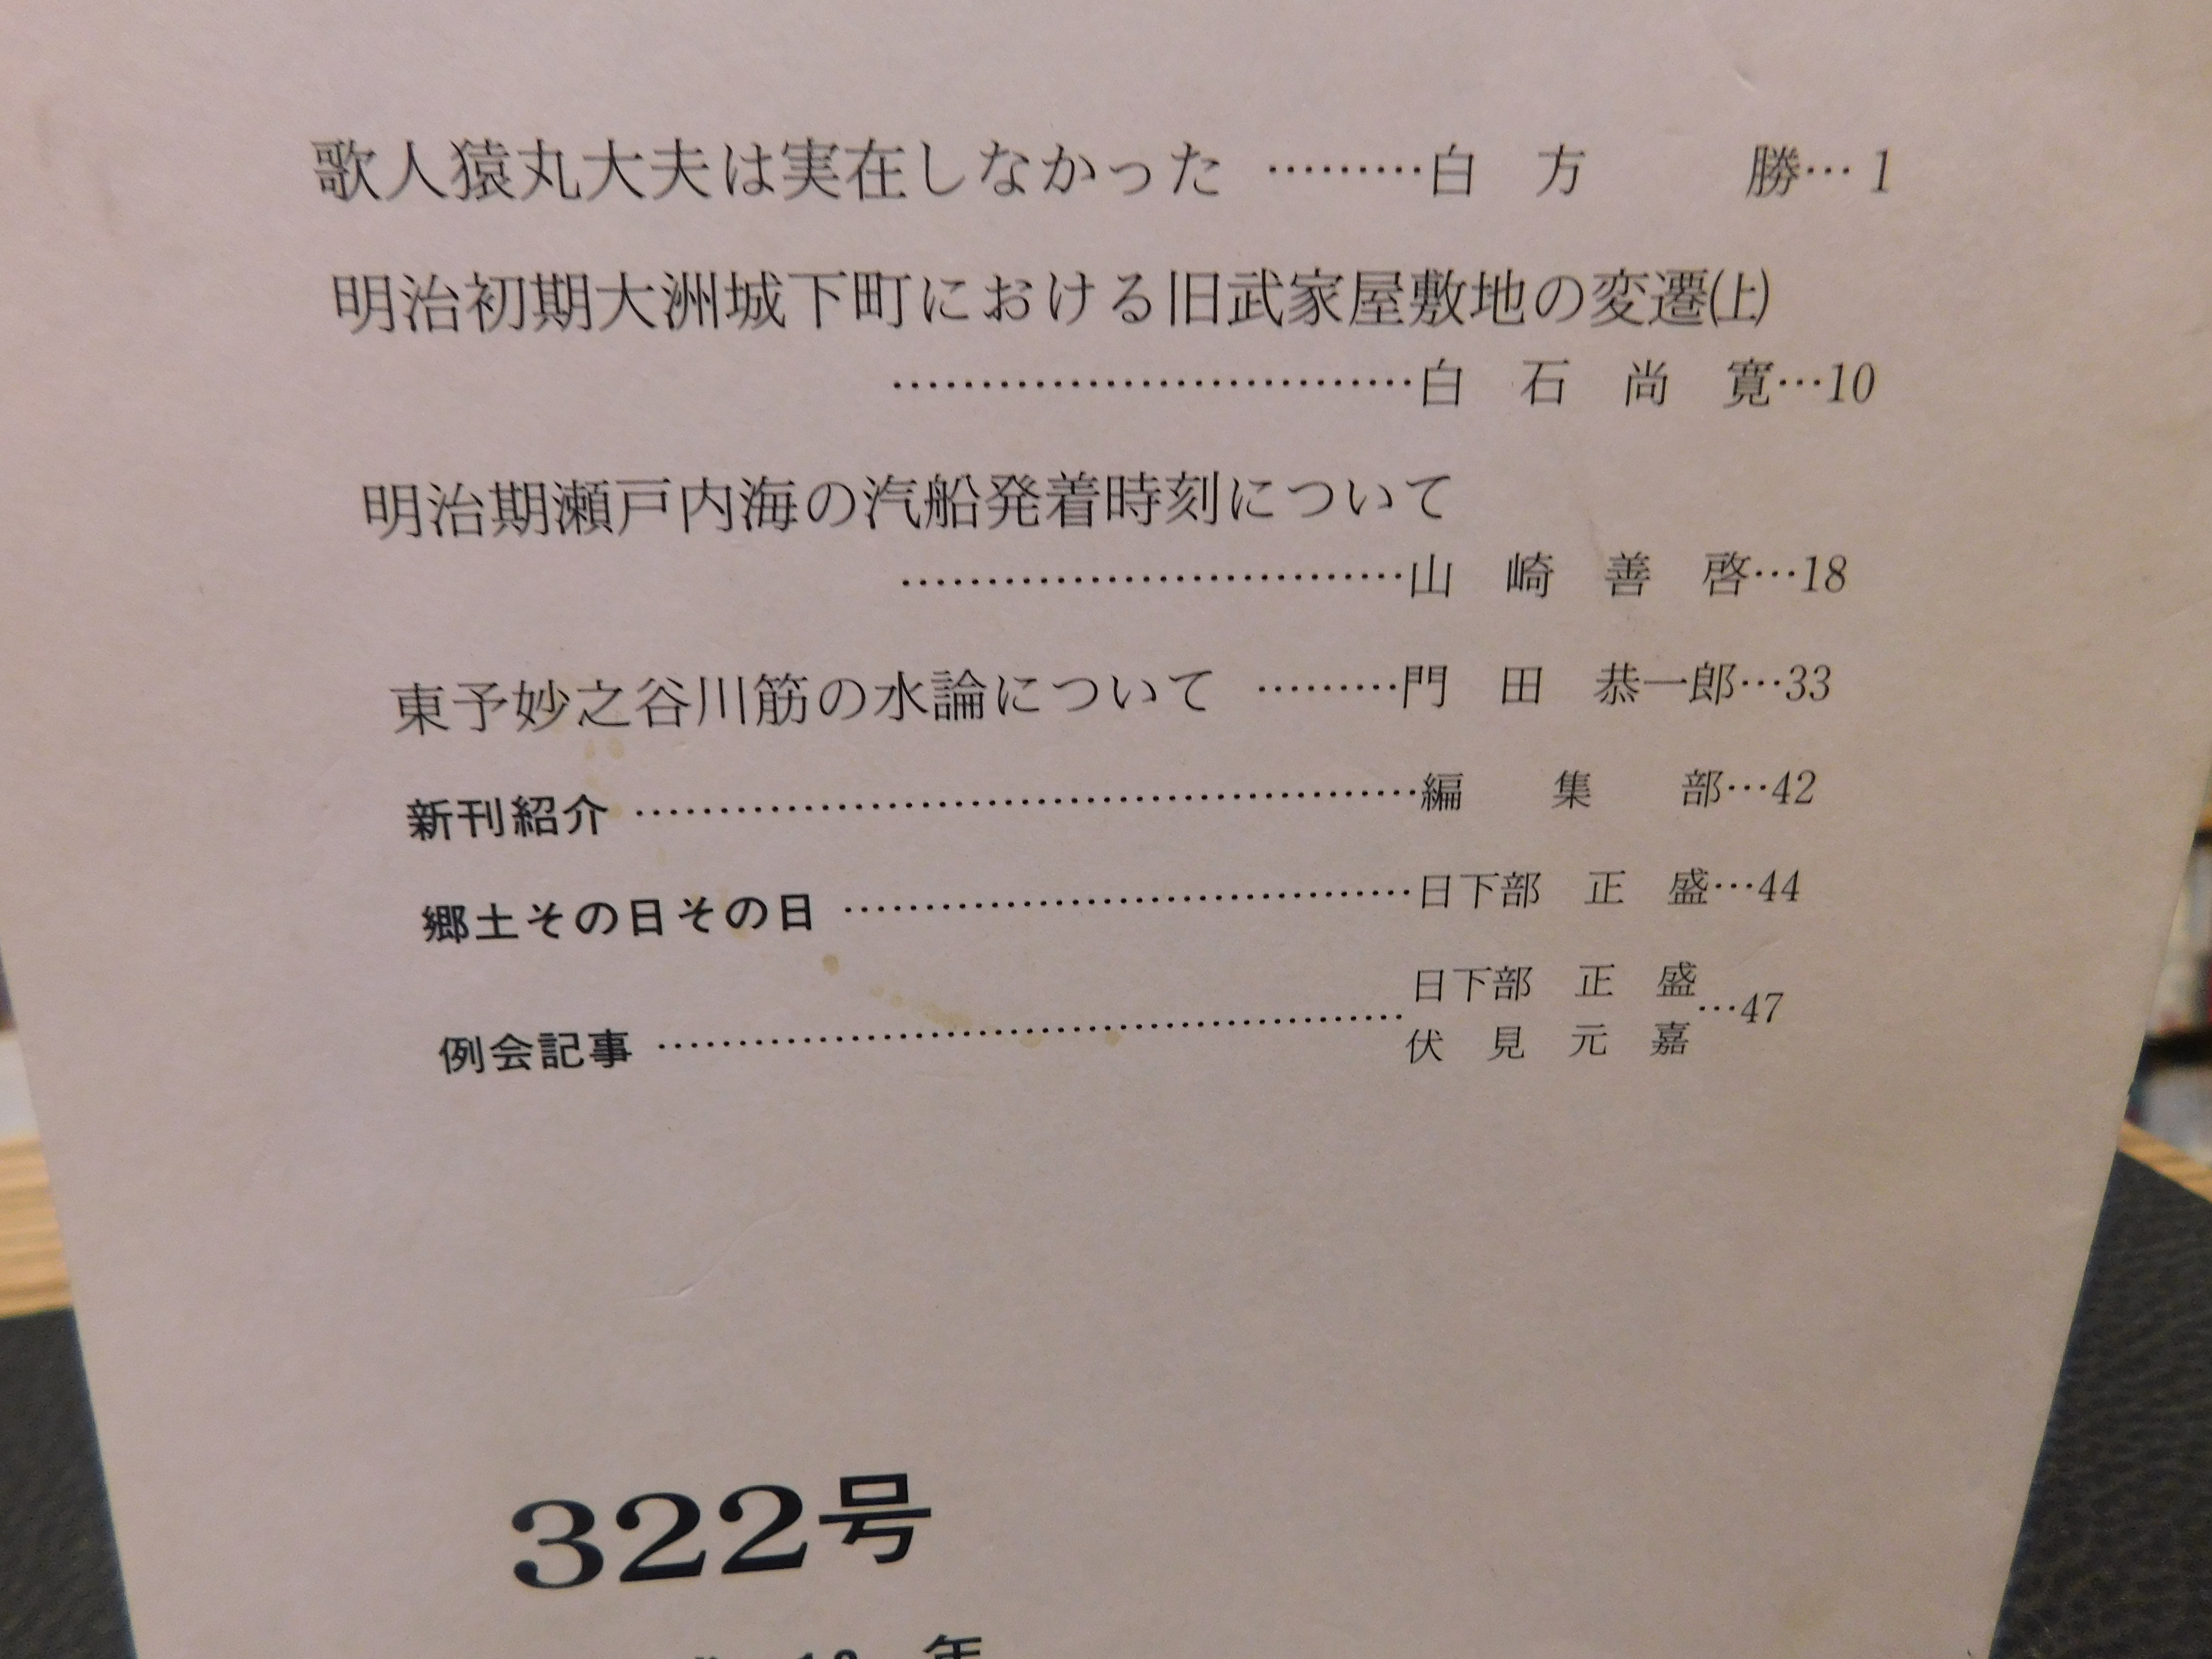 歌人猿丸大夫は実在しなかった ………白 方 勝… 1
明治初期大洲城下町における旧武家屋敷地の変遷(上)
……………………………白 石 尚 寛…10
明治期瀬戸内海の汽船発着時刻について
……………………………山 崎 善 啓…18
東予妙之谷川筋の水論について ………門 田 恭一郎…33
新刊紹介 ……………………………………………編 集 部…42
郷土その日その日 ………………………………日下部 正 盛…44
例会記事 …………………………………………日下部 正 盛
伏 見 元 嘉…47
322号
年